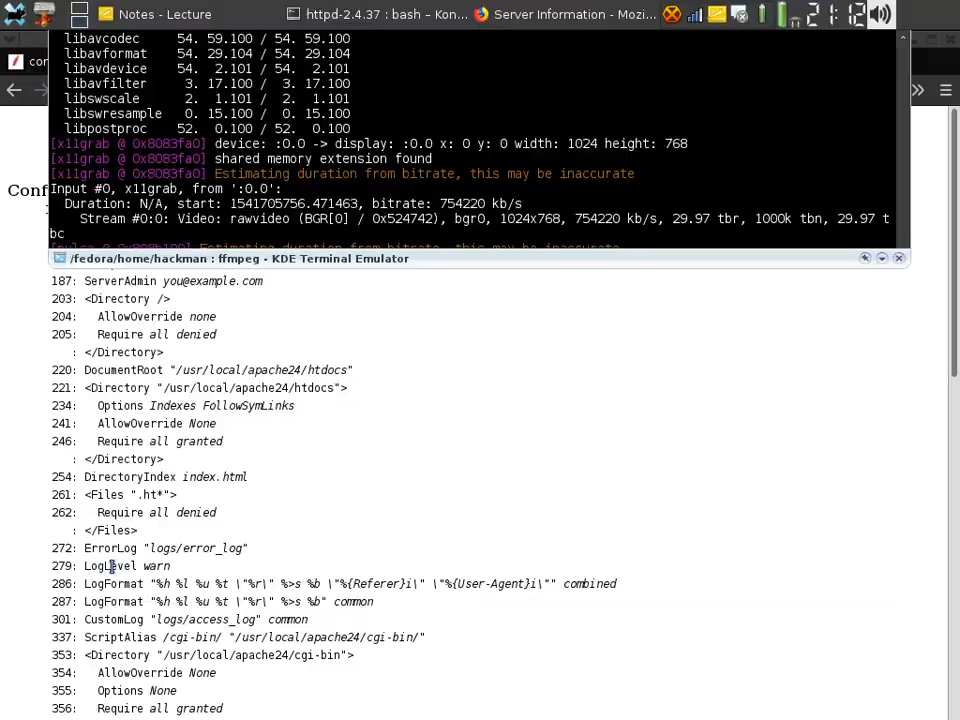 Notes - Lecture
httpd-2.4.37 : bash – Kon...
Server Information - Mozi...
21:12
libavcodec 54. 59.100 / 54. 59.100
libavformat 54. 29.104 / 54. 29.104
libavdevice 54. 2.101 / 54. 2.101
libavfilter 3. 17.100 / 3. 17.100
libswscale 2. 1.101 / 2. 1.101
libswresample 0. 15.100 / 0. 15.100
libpostproc 52. 0.100 / 52. 0.100
[x11grab @ 0x8083fa0] device: :0.0 -> display: :0.0 x: 0 y: 0 width: 1024 height: 768
[x11grab @ 0x8083fa0] shared memory extension found
[x11grab @ 0x8083fa0] Estimating duration from bitrate, this may be inaccurate
Input #0, x11grab, from ':0.0':
Duration: N/A, start: 1541705756.471463, bitrate: 754220 kb/s
Stream #0:0: Video: rawvideo (BGR[0] / 0x524742), bgr0, 1024x768, 754220 kb/s, 29.97 tbr, 1000k tbn, 29.97 t
bc
Estimating duration from bitrate, this may be inaccurate
/fedora/home/hackman : ffmpeg - KDE Terminal Emulator
con
Conf
187: ServerAdmin you@example.com
203: <Directory />
204: AllowOverride none
205: Require all denied
: </Directory>
220: DocumentRoot "/usr/local/apache24/htdocs"
221: <Directory "/usr/local/apache24/htdocs">
234: Options Indexes FollowSymLinks
241: AllowOverride None
246: Require all granted
: </Directory>
254: DirectoryIndex index.html
261: <Files ".ht*">
262: Require all denied
: </Files>
272: ErrorLog "logs/error_log"
279: LogLevel warn
286: LogFormat "%h %l %u %t \"%r\" %>s %b \"%{Referer}i\" \"%{User-Agent}i\"" combined
287: LogFormat "%h %l %u %t \"%r\" %>s %b" common
301: CustomLog "logs/access_log" common
337: ScriptAlias /cgi-bin/ "/usr/local/apache24/cgi-bin/"
353: <Directory "/usr/local/apache24/cgi-bin">
354: AllowOverride None
355: Options None
356: Require all granted